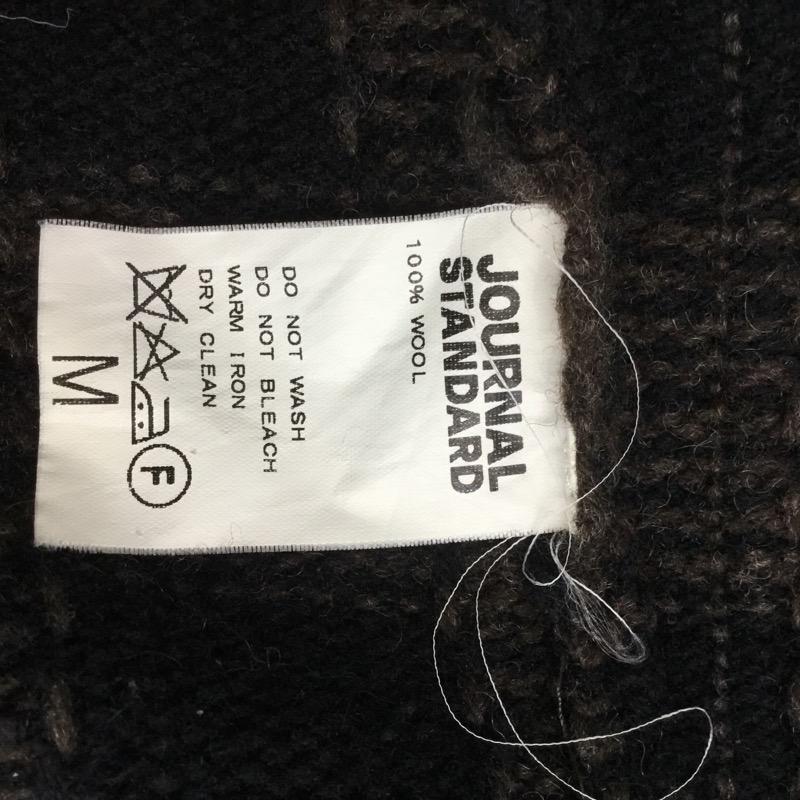 JOURNAL
STANDARD
100% WOOL
DO NOT WASH
DO NOT BLEACH
WARM IRON
DRY CLEAN
F
M